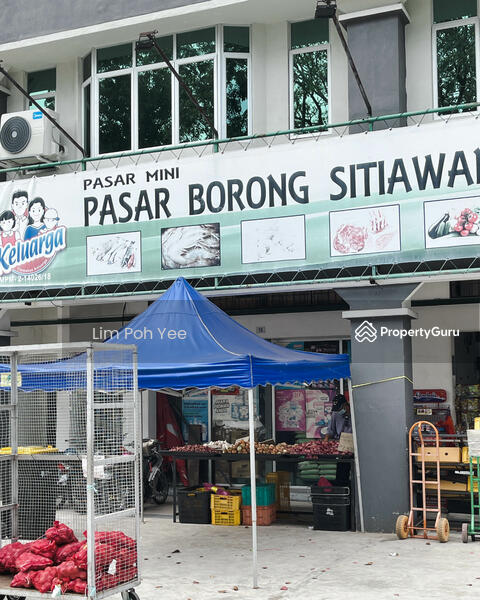 PASAR MINI
PASAR BORONG SITIAWAN
Keluarga
Lim Poh Yee
PropertyGuru